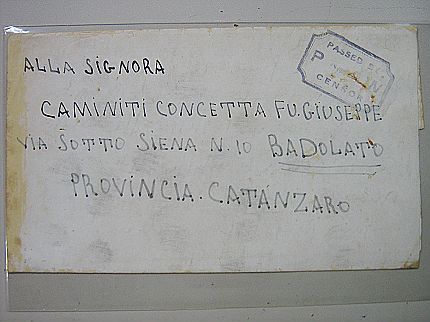 ALLA SIGNORA
CAMINITI CONCETTA FU. GIUSEPPE
VIA SOTTO SIENA N. 10 BADOLATO
PROVINCIA. CATANZARO
PASSED
P W
CENSOR